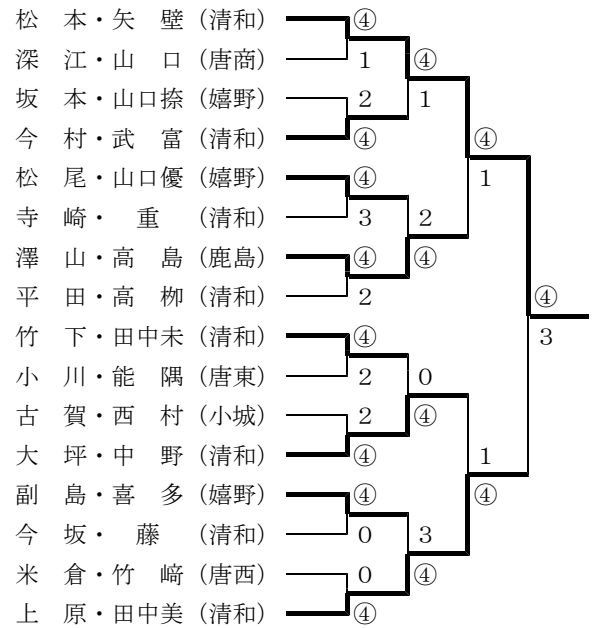 松 本・矢 壁 (清和) ④
深 江・山 口 (唐商) 1 ④
坂 本・山口捺 (嬉野) 2 1
今 村・武 富 (清和) ④ ④
松 尾・山口優 (嬉野) ④ 1
寺 崎・ 重 (清和) 3 2
澤 山・高 島 (鹿島) ④ ④
平 田・高 栁 (清和) 2 ④
竹 下・田中未 (清和) ④ 3
小 川・能 隅 (唐東) 2 0
古 賀・西 村 (小城) 2 ④
大 坪・中 野 (清和) ④ 1
副 島・喜 多 (嬉野) ④ ④
今 坂・ 藤 (清和) 0 3
米 倉・竹 﨑 (唐西) 0 ④
上 原・田中美 (清和) ④